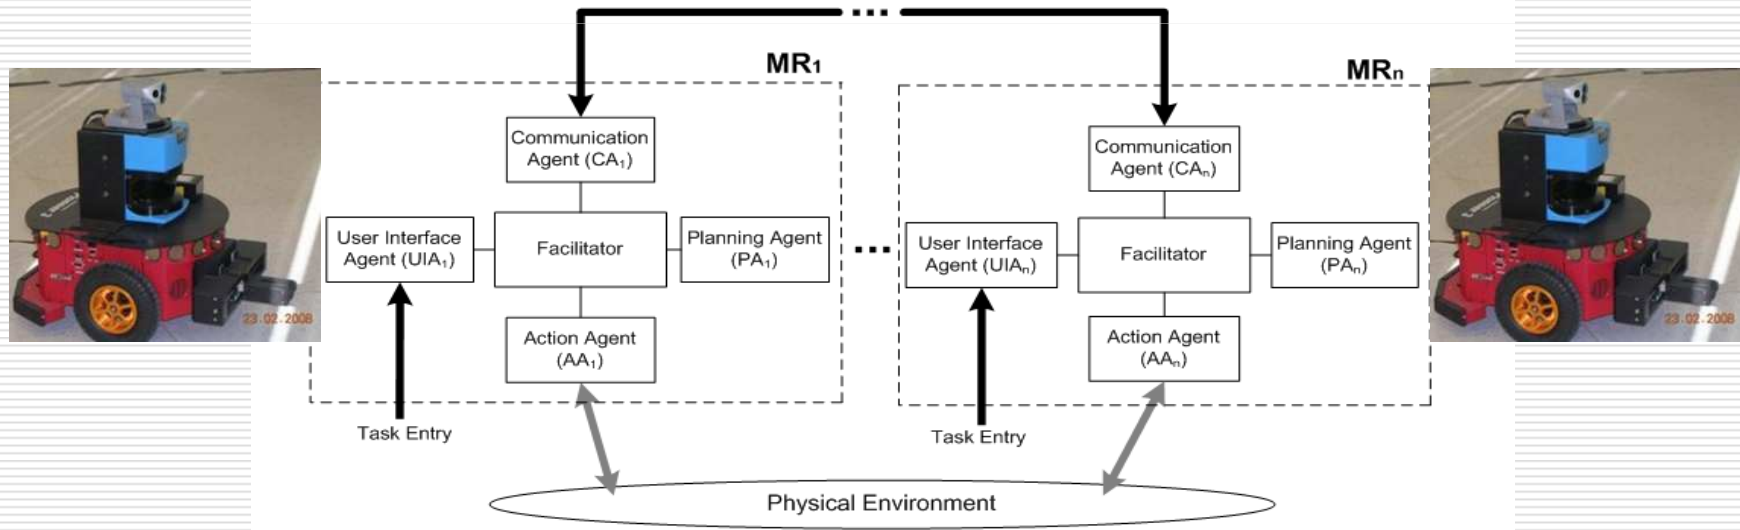 MR₁
MRₙ
Communication
Agent (CA₁)
Communication
Agent (CAₙ)
User Interface
Agent (UIA₁)
Facilitator
Planning Agent
(PA₁)
...
User Interface
Agent (UIAₙ)
Facilitator
Planning Agent
(PAₙ)
Action Agent
(AA₁)
Action Agent
(AAₙ)
23.02.2008
23.02.2008
Task Entry
Task Entry
Physical Environment